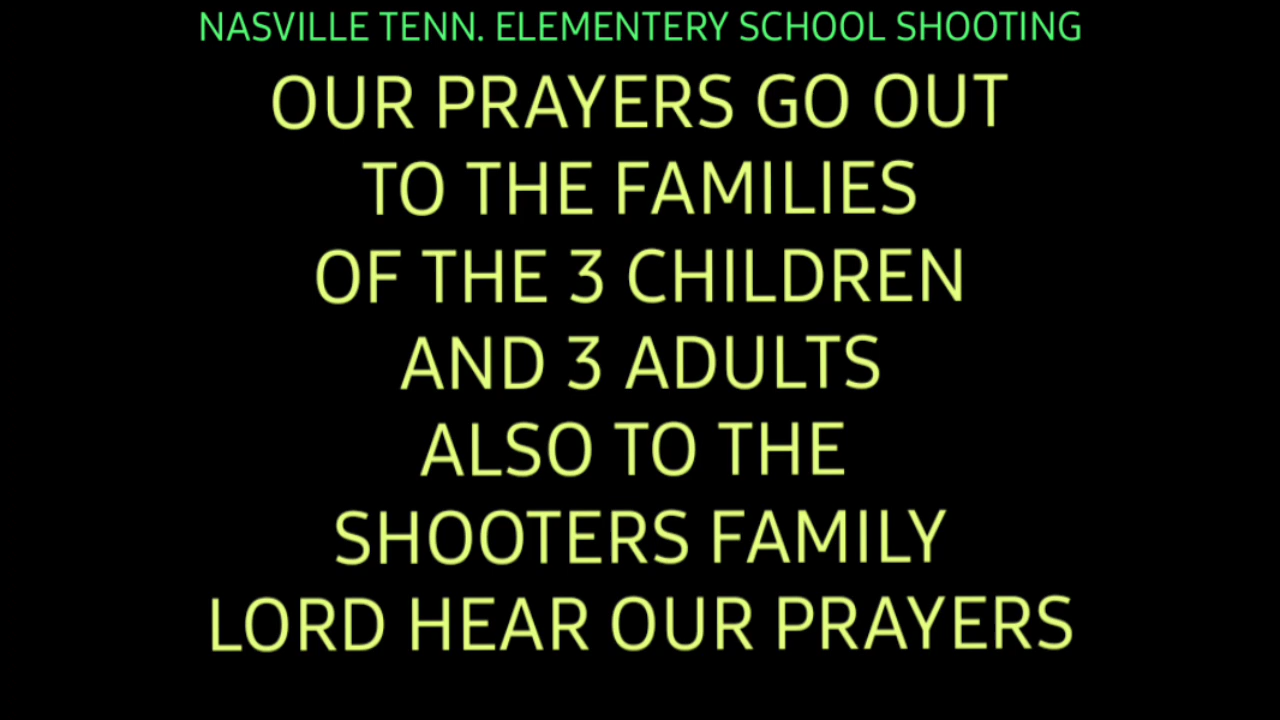 NASVILLE TENN. ELEMENTERY SCHOOL SHOOTING
OUR PRAYERS GO OUT
TO THE FAMILIES
OF THE 3 CHILDREN
AND 3 ADULTS
ALSO TO THE
SHOOTERS FAMILY
LORD HEAR OUR PRAYERS